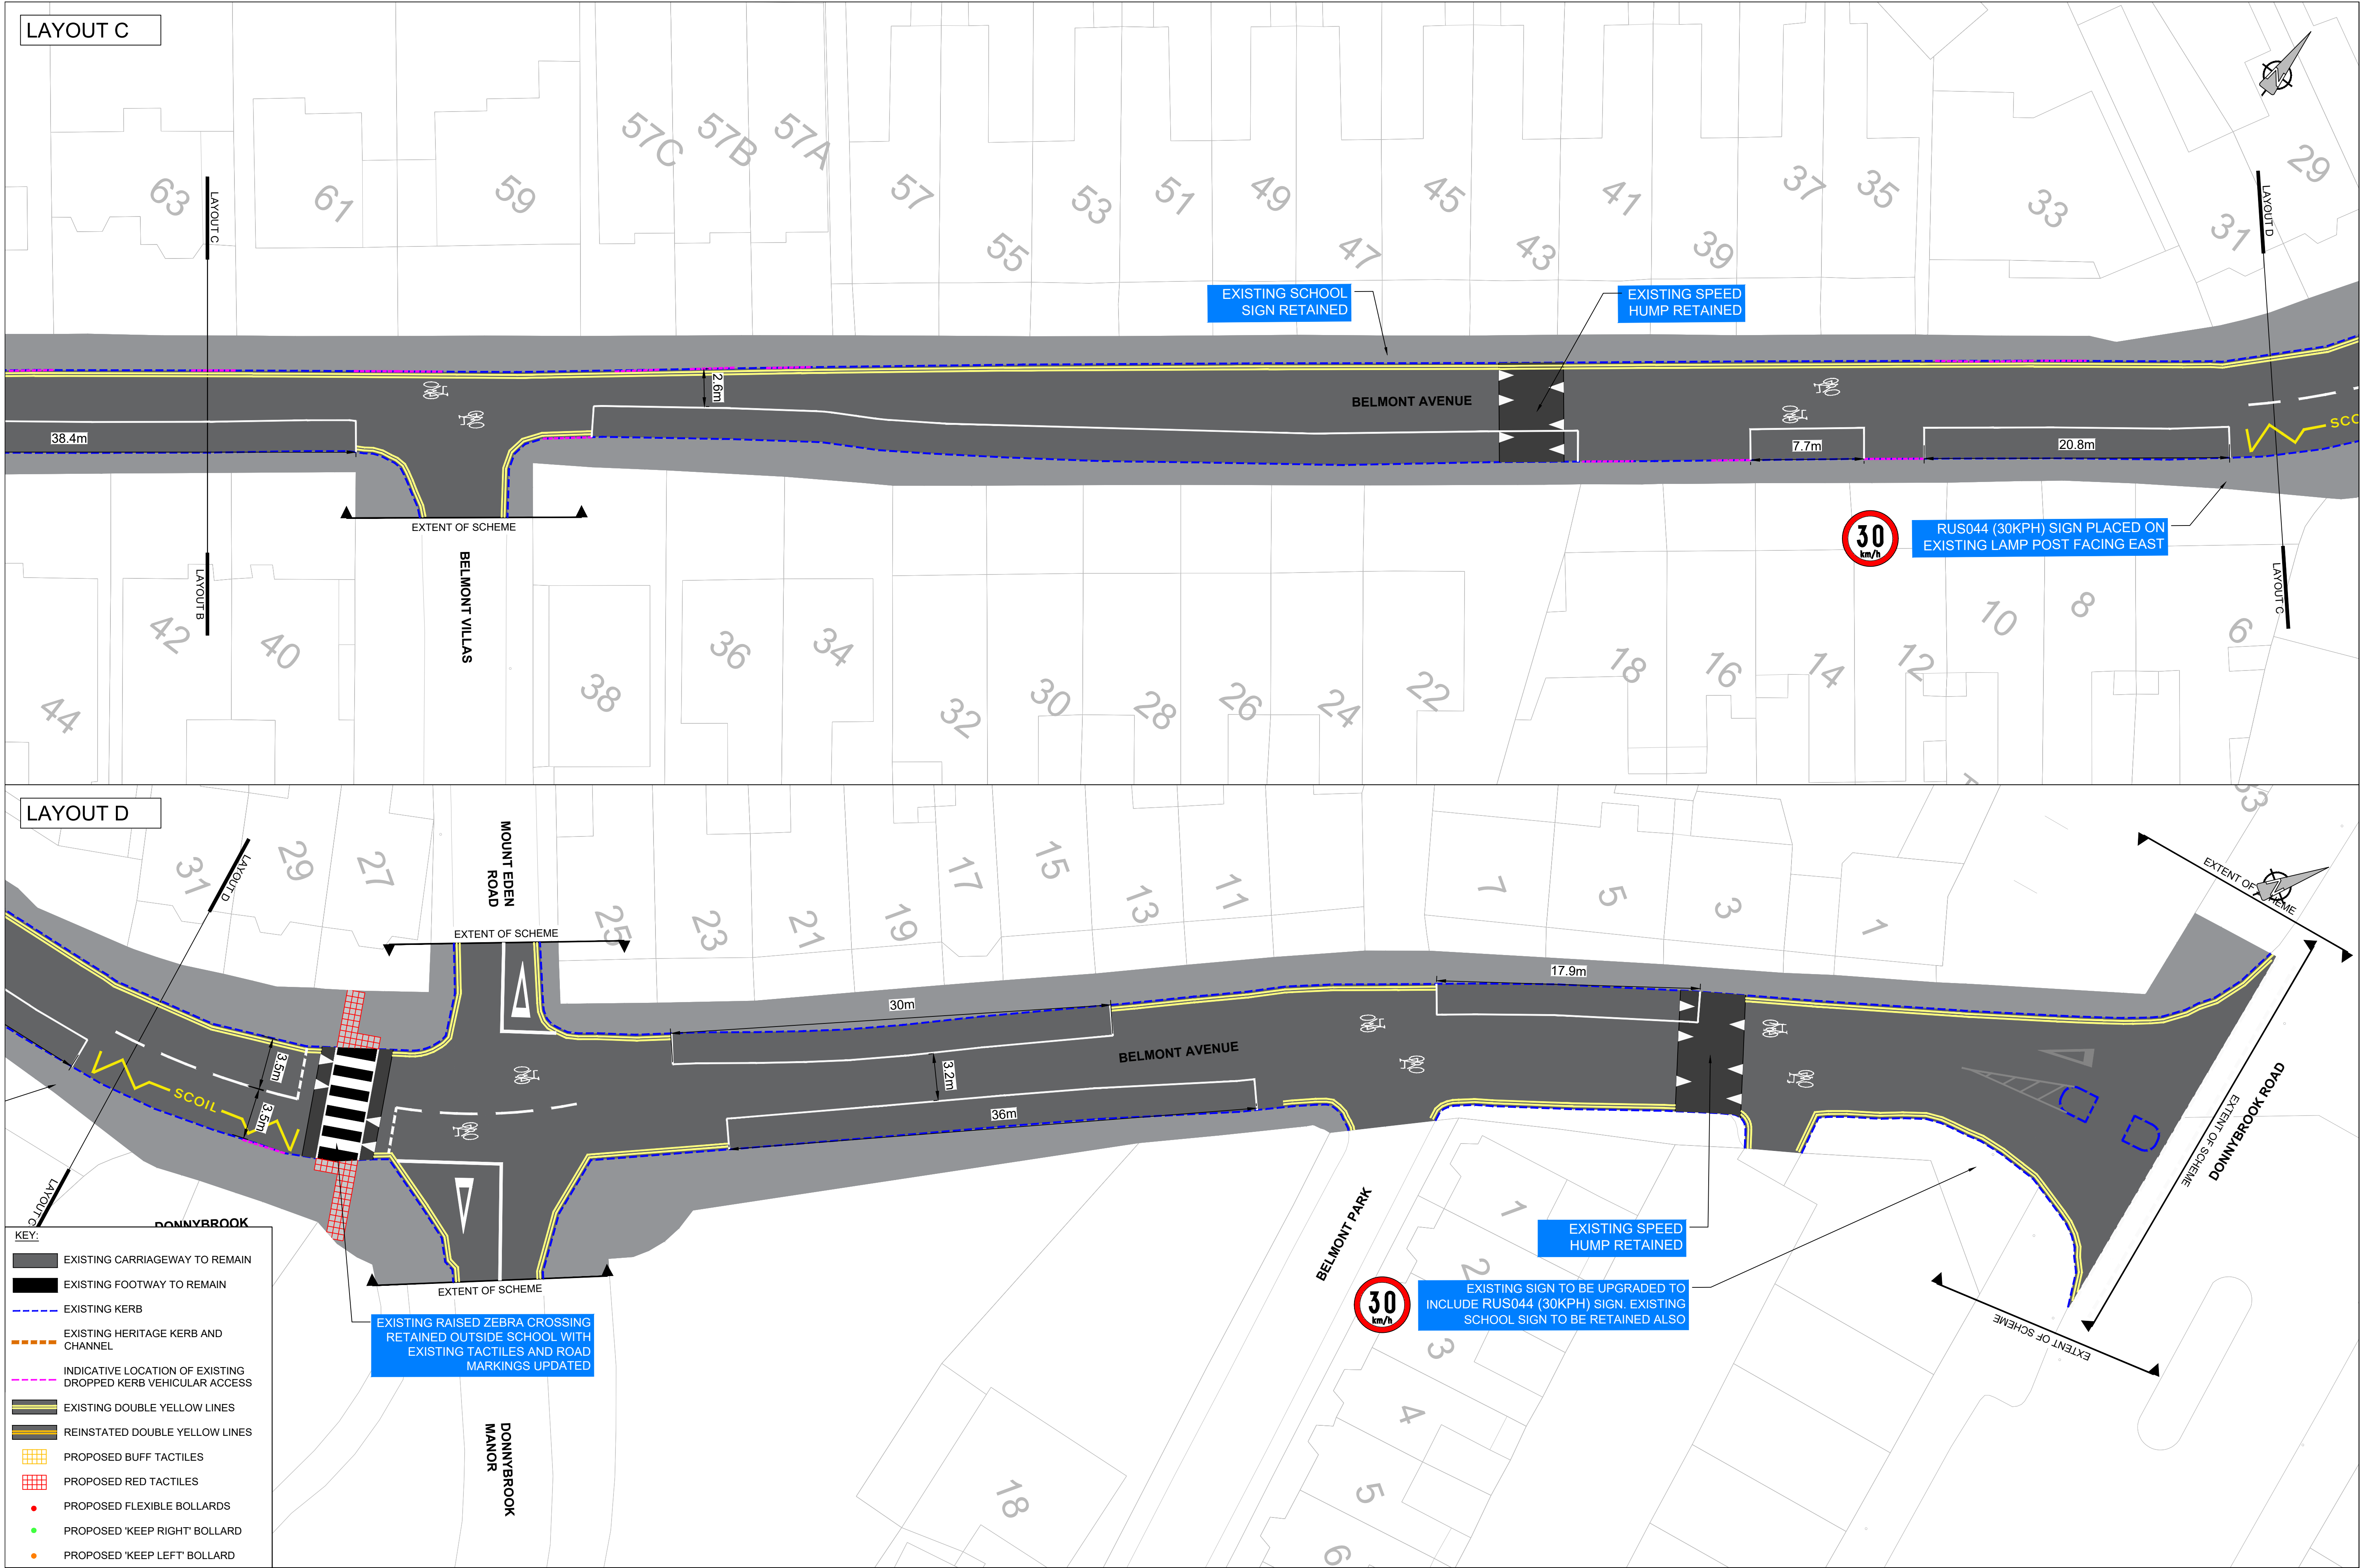 LAYOUT C
63
61
59
57C
57B
57A
57
55
53
51
49
47
45
43
41
39
37
35
33
31
29
N
LAYOUT C
LAYOUT D
EXISTING SCHOOL
SIGN RETAINED
EXISTING SPEED
HUMP RETAINED
2.6m
BELMONT AVENUE
38.4m
7.7m
20.8m
SCO
EXTENT OF SCHEME
BELMONT VILLAS
30
km/h
RUS044 (30KPH) SIGN PLACED ON
EXISTING LAMP POST FACING EAST
LAYOUT B
LAYOUT C
44
42
40
38
36
34
32
30
28
26
24
22
18
16
14
12
10
8
6
LAYOUT D
31
29
27
25
23
21
19
17
15
13
11
7
5
3
1
53
LAYOUT D
MOUNT EDEN
ROAD
EXTENT OF SCHEME
EXTENT OF SCHEME
N
30m
17.9m
3.5m
3.5m
3.2m
36m
SCOIL
BELMONT AVENUE
EXTENT OF SCHEME
DONNYBROOK ROAD
LAYOUT C
DONNYBROOK
EXTENT OF SCHEME
BELMONT PARK
EXISTING SPEED
HUMP RETAINED
30
km/h
EXISTING SIGN TO BE UPGRADED TO
INCLUDE RUS044 (30KPH) SIGN. EXISTING
SCHOOL SIGN TO BE RETAINED ALSO
EXTENT OF SCHEME
EXISTING RAISED ZEBRA CROSSING
RETAINED OUTSIDE SCHOOL WITH
EXISTING TACTILES AND ROAD
MARKINGS UPDATED
DONNYBROOK
MANOR
18
1
2
3
4
5
6
KEY:
EXISTING CARRIAGEWAY TO REMAIN
EXISTING FOOTWAY TO REMAIN
EXISTING KERB
EXISTING HERITAGE KERB AND
CHANNEL
INDICATIVE LOCATION OF EXISTING
DROPPED KERB VEHICULAR ACCESS
EXISTING DOUBLE YELLOW LINES
REINSTATED DOUBLE YELLOW LINES
PROPOSED BUFF TACTILES
PROPOSED RED TACTILES
PROPOSED FLEXIBLE BOLLARDS
PROPOSED 'KEEP RIGHT' BOLLARD
PROPOSED 'KEEP LEFT' BOLLARD